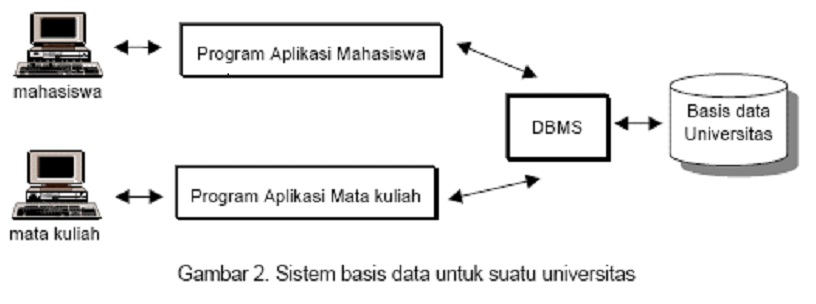 mahasiswa
Program Aplikasi Mahasiswa
DBMS
Basis data
Universitas
mata kuliah
Program Aplikasi Mata kuliah
Gambar 2. Sistem basis data untuk suatu universitas